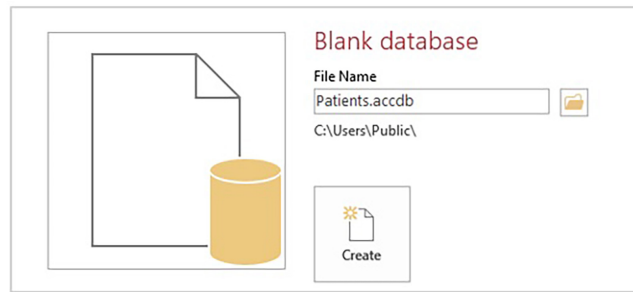 Blank database
File Name
Patients.accdb
C:\Users\Public\
Create